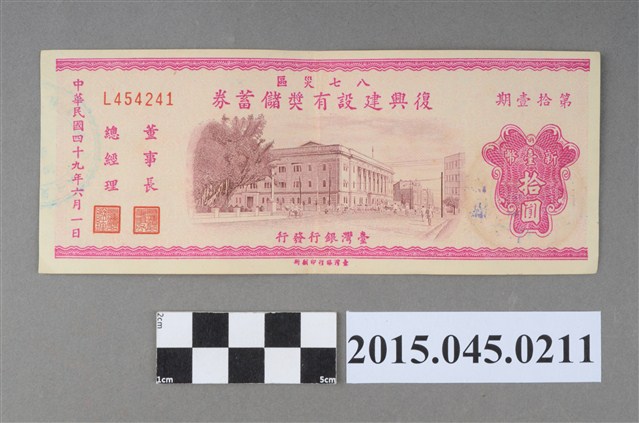 八七災區
復興建設有獎儲蓄券
第拾壹期
新臺幣
拾圓
L454241
董事長
總經理
中華民國四十九年六月一日
臺灣銀行發行
臺灣銀行印製所
2cm
1cm
5cm
2015.045.0211